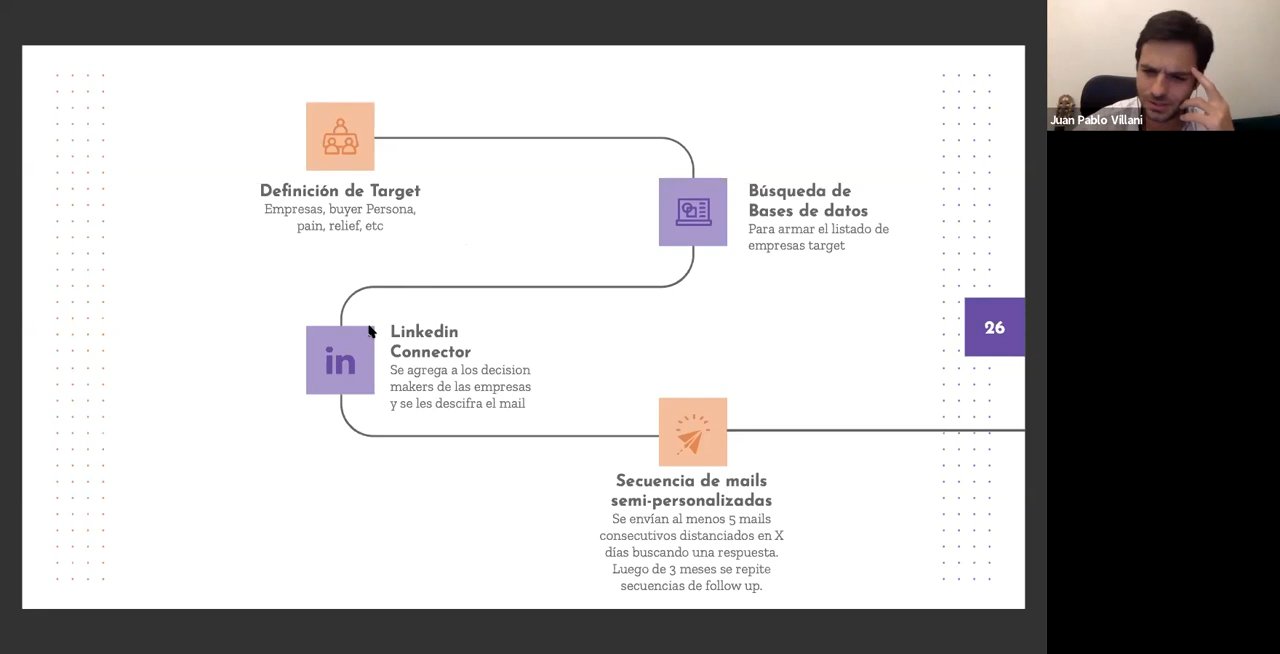 Juan Pablo Villani
Definición de Target
Empresas, buyer Persona,
pain, relief, etc
Búsqueda de
Bases de datos
Para armar el listado de
empresas target
26
in
Linkedin
Connector
Se agrega a los decision
makers de las empresas
y se les descifra el mail
Secuencia de mails
semi-personalizadas
Se envían al menos 5 mails
consecutivos distanciados en X
días buscando una respuesta.
Luego de 3 meses se repite
secuencias de follow up.